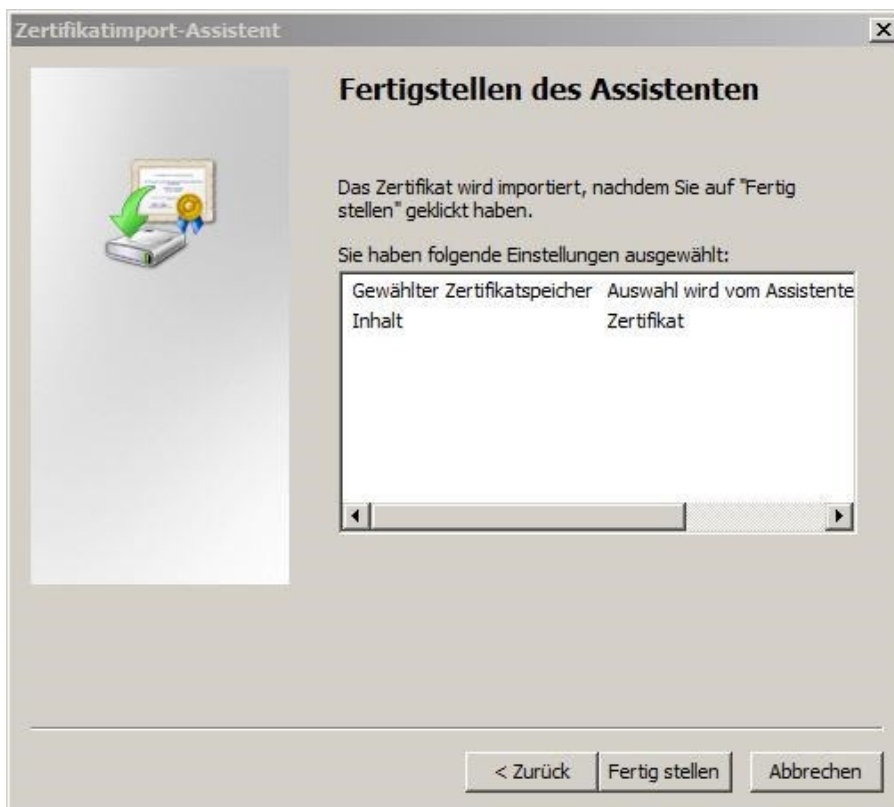 Zertifikatimport-Assistent
Fertigstellen des Assistenten
Das Zertifikat wird importiert, nachdem Sie auf "Fertig
stellen" geklickt haben.
Sie haben folgende Einstellungen ausgewählt:
Gewählter Zertifikatspeicher Auswahl wird vom Assistente
Inhalt Zertifikat
< Zurück Fertig stellen Abbrechen